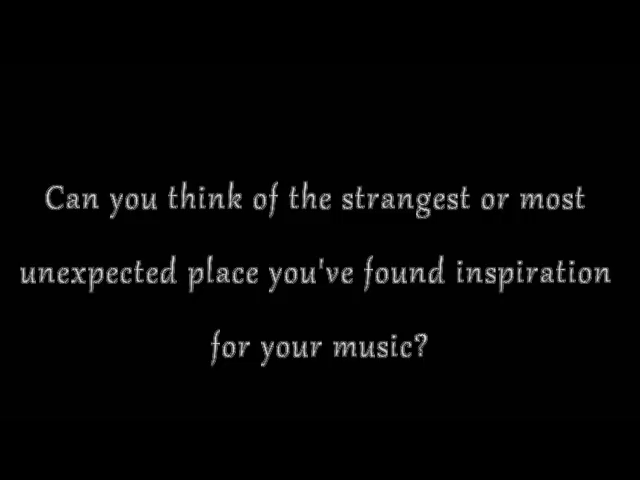 Can you think of the strangest or most
unexpected place you've found inspiration
for your music?